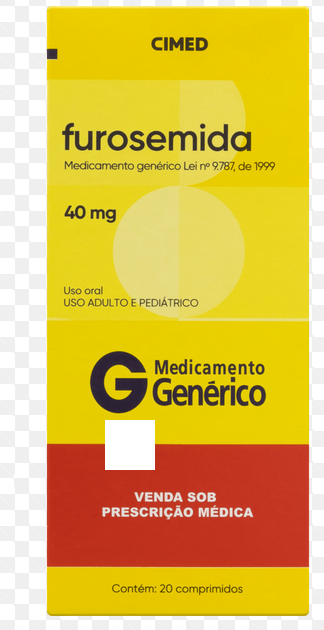 CIMED
furosemida
Medicamento genérico Lei nº 9.787, de 1999
40 mg
Uso oral
USO ADULTO E PEDIÁTRICO
G Medicamento
Genérico
VENDA SOB
PRESCRIÇÃO MÉDICA
Contém: 20 comprimidos